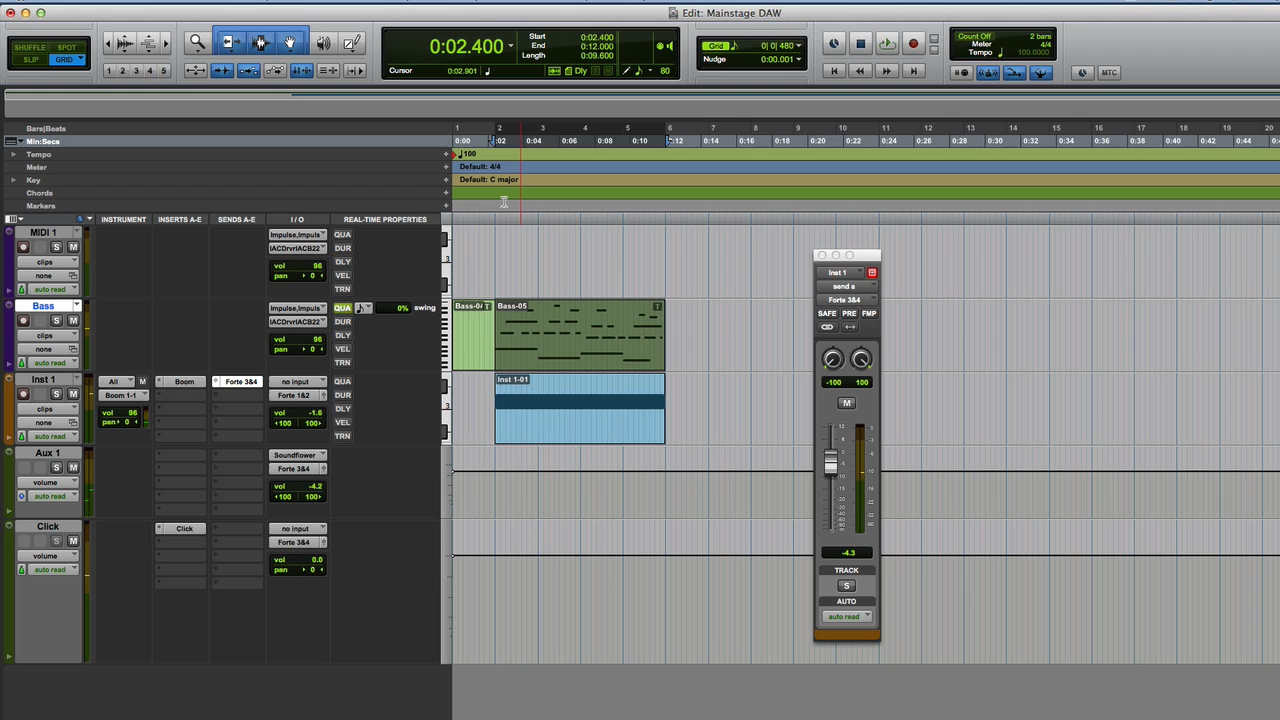 Edit: Mainstage DAW
SHUFFLE SPOT
SLIP GRID
1 2 3 4 5
0:02.400
Start 0:02.400
End 0:12.000
Length 0:09.600
Cursor 0:02.901
Dly S M
80
Grid 0| 0| 480
Nudge 0:00.001
Count Off 2 bars
Meter 4/4
Tempo 100.0000
MTC
Bars|Beats
1 2 3 4 5 6 7 8 9 10 11 12 13 14 15 16 17 18 19 20
Min:Secs
0:00 0:02 0:04 0:06 0:08 0:10 0:12 0:14 0:16 0:18 0:20 0:22 0:24 0:26 0:28 0:30 0:32 0:34 0:36 0:38 0:40 0:42 0:44
Tempo
100
Meter
Default: 4/4
Key
Default: C major
Chords
Markers
INSTRUMENT INSERTS A-E SENDS A-E I / O REAL-TIME PROPERTIES
MIDI 1
S M
clips
none
auto read
Impulse,Impuls
IACDrvrIACB22
vol 96
pan 0
QUA
DUR
DLY
VEL
TRN
3
Bass
S M
clips
none
auto read
Impulse,Impuls
IACDrvrIACB22
vol 96
pan 0
QUA 0% swing
DUR
DLY
VEL
TRN
Bass-04 T
Bass-05 T
Inst 1
S M
clips
none
auto read
All M
Boom 1-1
vol 96
pan 0
Boom
Forte 3&4
no input
Forte 1&2
vol -1.6
100 100
QUA
DUR
DLY
VEL
TRN
3
Inst 1-01
Aux 1
S M
volume
auto read
Soundflower
Forte 3&4
vol -4.2
100 100
Click
S M
volume
auto read
Click
no input
Forte 3&4
vol 0.0
pan 0
Inst 1
send a
Forte 3&4
SAFE PRE FMP
-100 100
M
-4.3
TRACK
S
AUTO
auto read